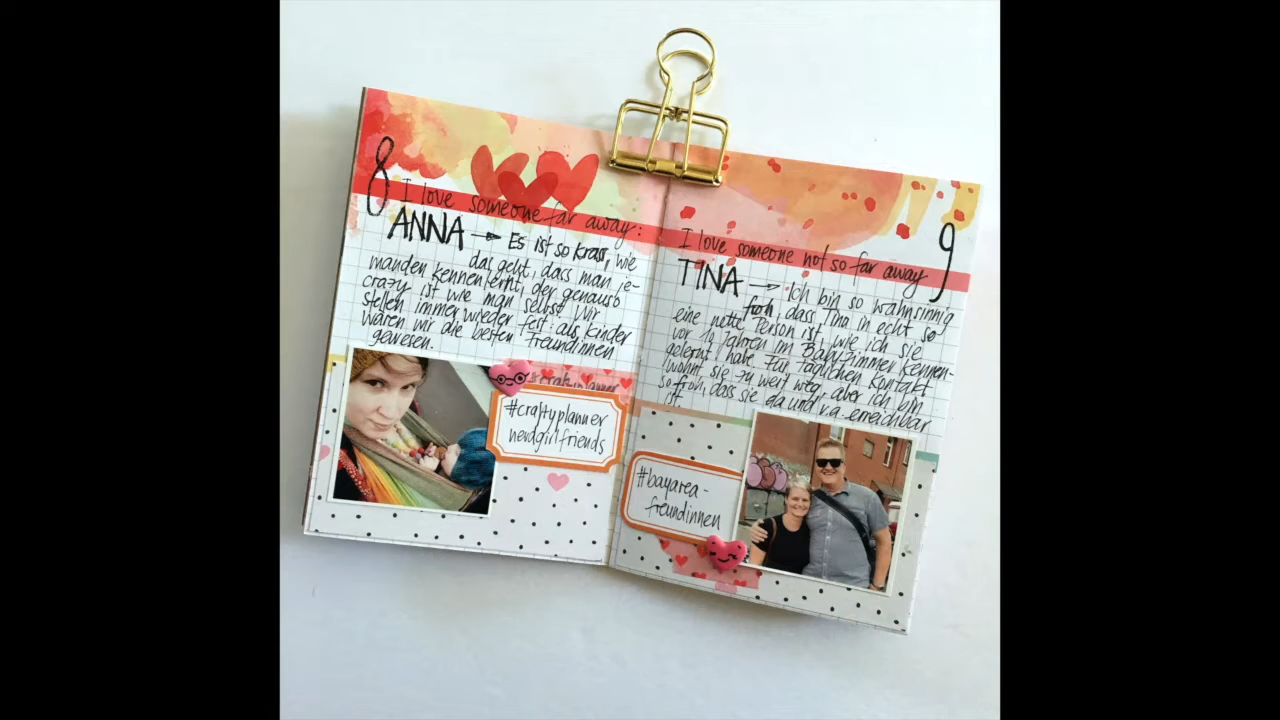 8
I love someone far away:
ANNA → Es ist so krass, wie
das geht, dass man je-
manden kennenlernt, der genauso
crazy ist wie man selbst. Wir
stellen immer wieder fest: als Kinder
wären wir die besten Freundinnen
gewesen.
#craftyplanner
#craftyplanner
nerdgirlfriends
9
I love someone not so far away
TINA → Ich bin so wahnsinnig
froh, dass Tina in echt so
eine nette Person ist, wie ich sie
vor 10 Jahren im Babyzimmer kennen-
gelernt habe. Für täglichen Kontakt
wohnt sie zu weit weg, aber ich bin
so froh, dass sie da und v.a. erreichbar
ist.
#bayarea-
freundinnen